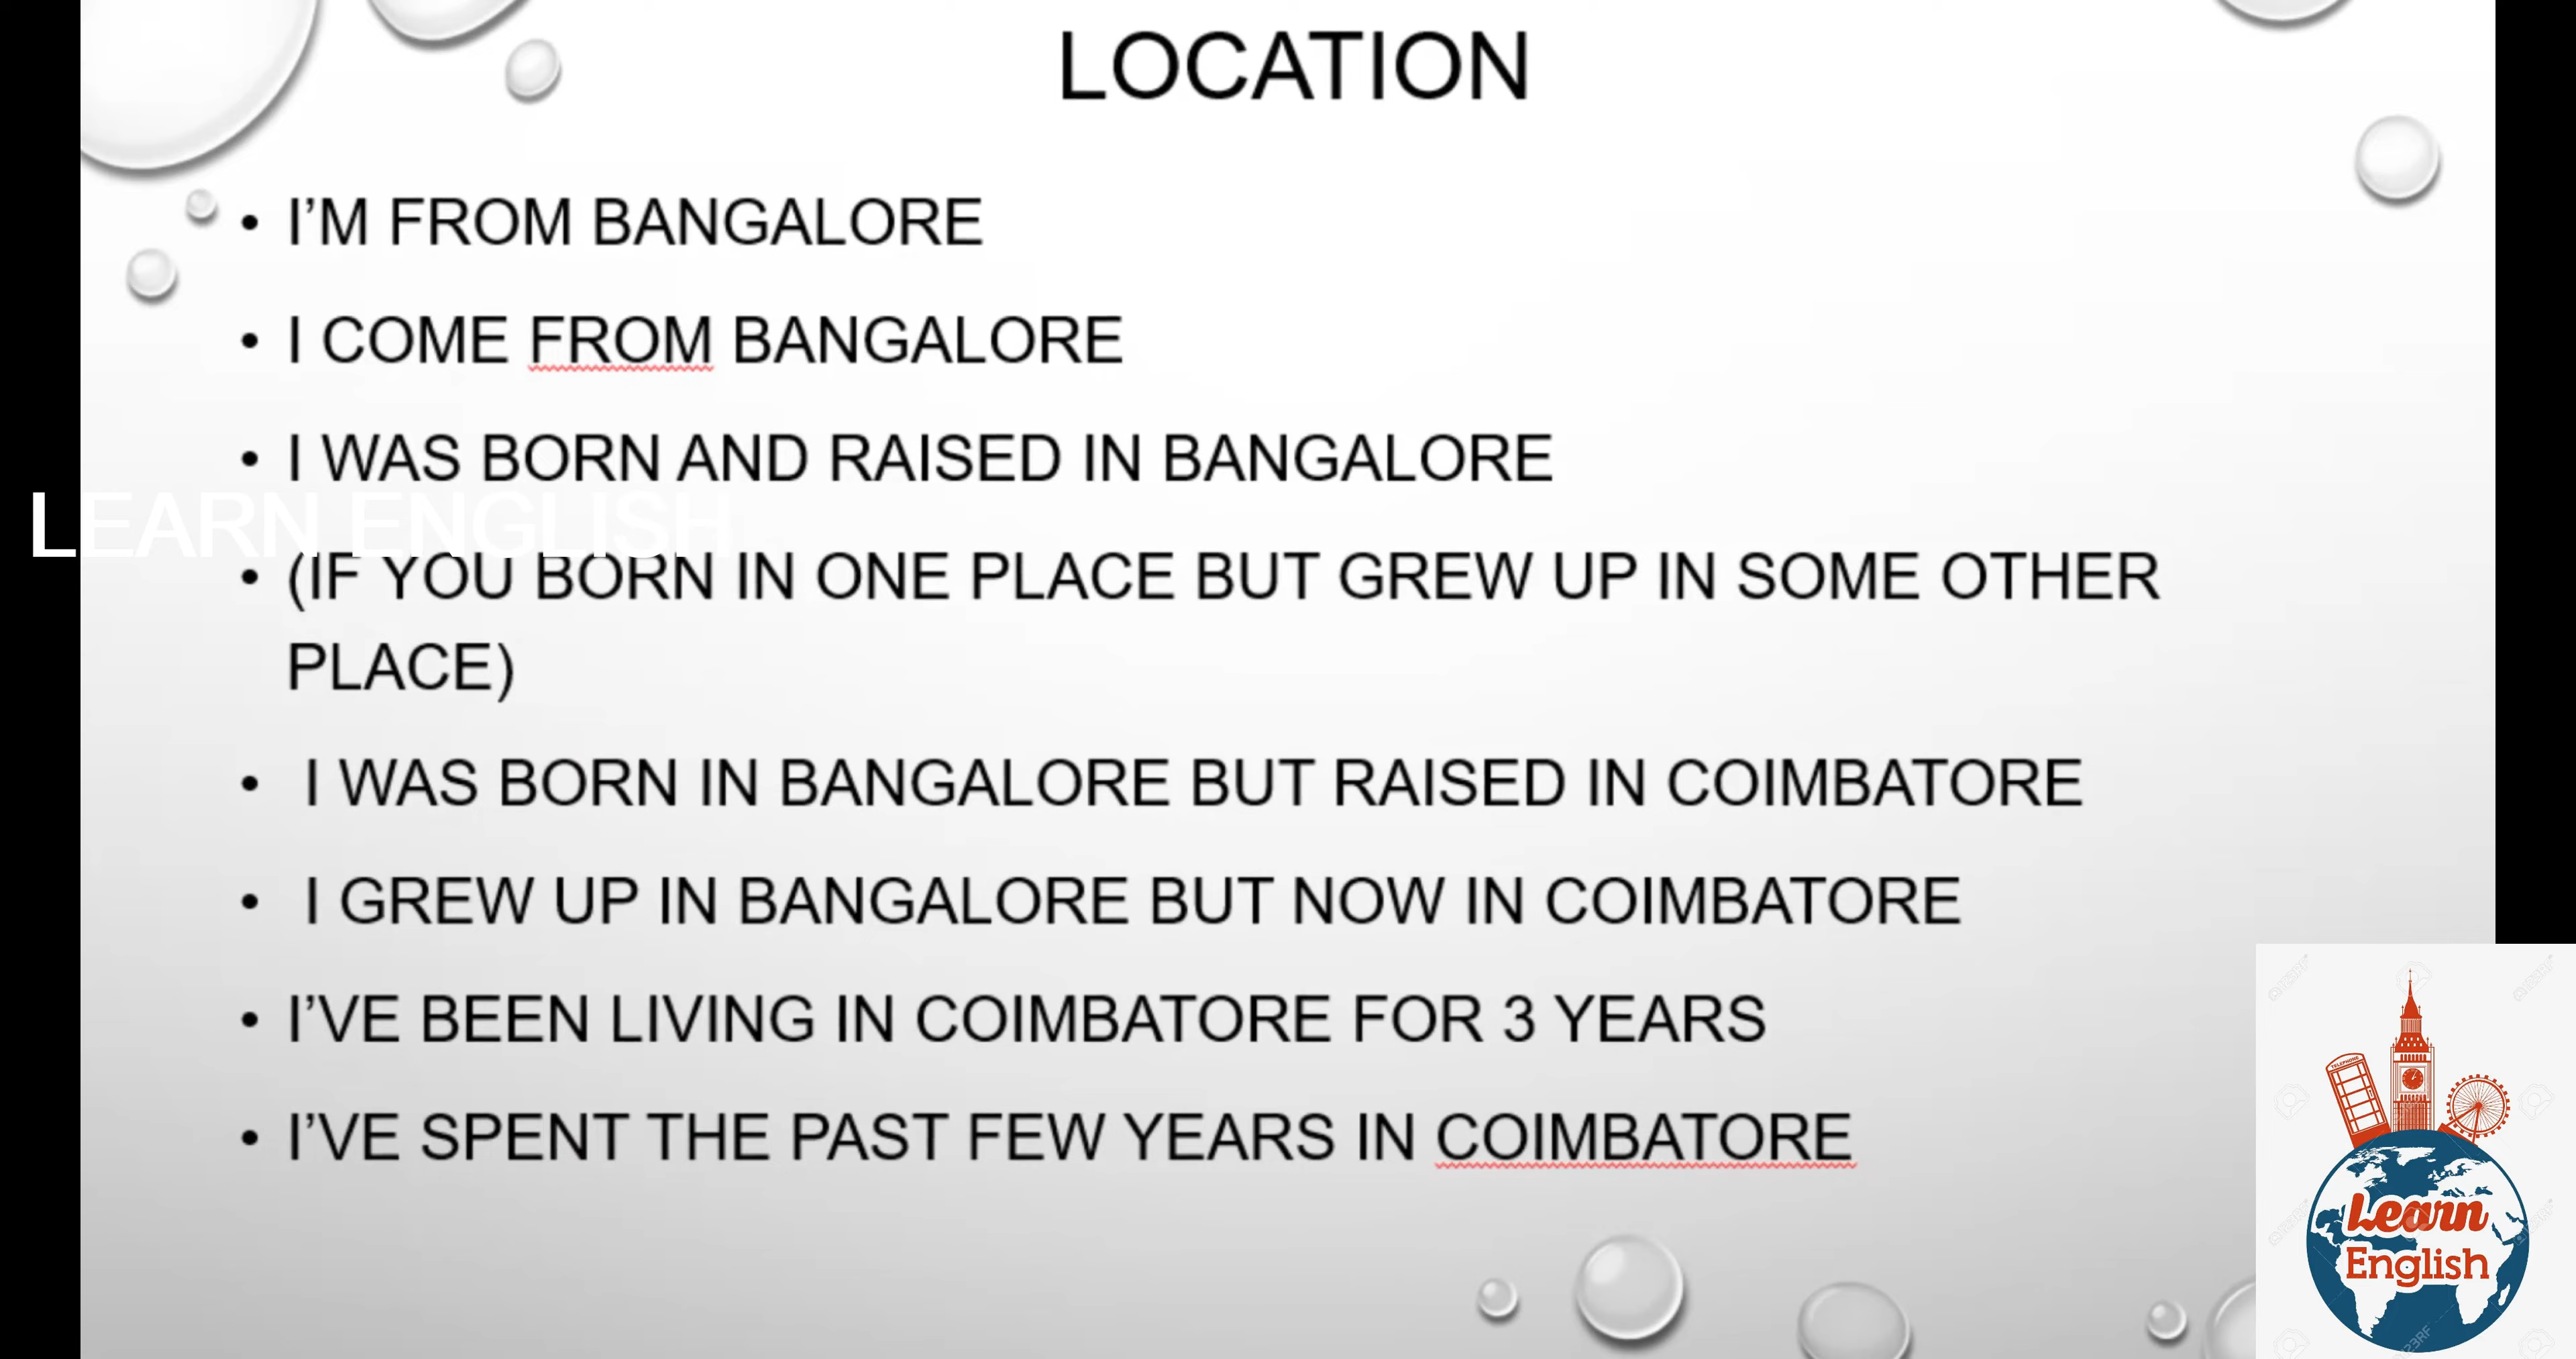 LOCATION
• I'M FROM BANGALORE
• I COME FROM BANGALORE
• I WAS BORN AND RAISED IN BANGALORE
LEARN ENGLISH
• (IF YOU BORN IN ONE PLACE BUT GREW UP IN SOME OTHER
PLACE)
• I WAS BORN IN BANGALORE BUT RAISED IN COIMBATORE
• I GREW UP IN BANGALORE BUT NOW IN COIMBATORE
• I'VE BEEN LIVING IN COIMBATORE FOR 3 YEARS
• I'VE SPENT THE PAST FEW YEARS IN COIMBATORE
TELEPHONE
Learn
English